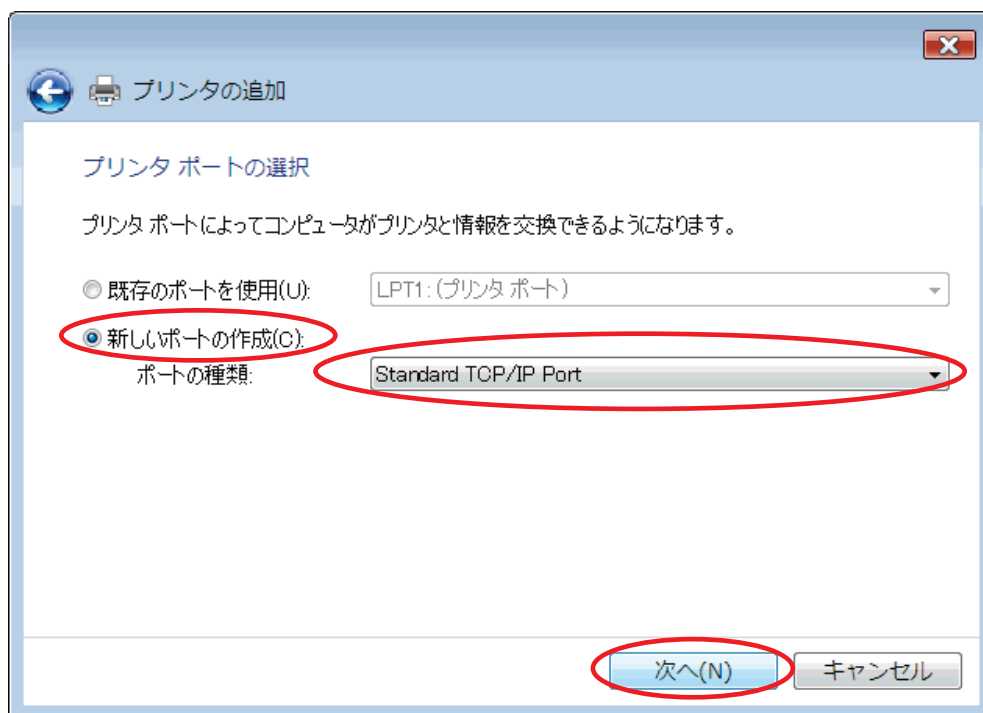 プリンタの追加
プリンタ ポートの選択
プリンタ ポートによってコンピュータがプリンタと情報を交換できるようになります。
既存のポートを使用(U): LPT1: (プリンタ ポート)
新しいポートの作成(C):
ポートの種類: Standard TCP/IP Port
次へ(N) キャンセル